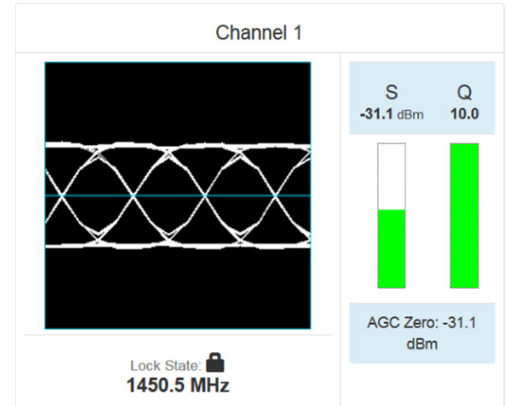 Channel 1
S Q
-31.1 dBm 10.0
AGC Zero: -31.1
dBm
Lock State:
1450.5 MHz